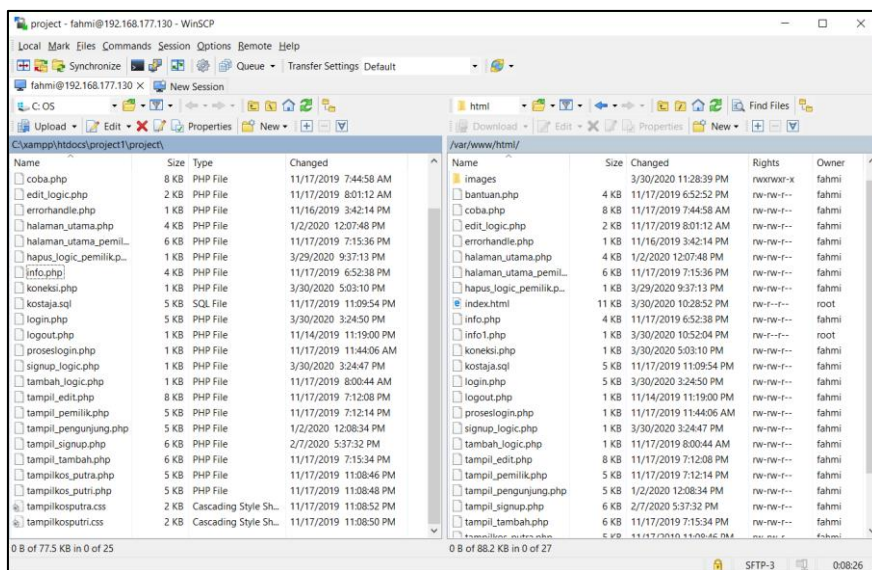 project - fahmi@192.168.177.130 - WinSCP
Local Mark Files Commands Session Options Remote Help
Synchronize Queue Transfer Settings Default
fahmi@192.168.177.130 New Session
C: OS
Upload Edit Properties New
C:\xampp\htdocs\project1\project\
Name Size Type Changed
coba.php 8 KB PHP File 11/17/2019 7:44:58 AM
edit_logic.php 2 KB PHP File 11/17/2019 8:01:12 AM
errorhandle.php 1 KB PHP File 11/16/2019 3:42:14 PM
halaman_utama.php 4 KB PHP File 1/2/2020 12:07:48 PM
halaman_utama_pemil... 6 KB PHP File 11/17/2019 7:15:36 PM
hapus_logic_pemilik.p... 1 KB PHP File 3/29/2020 9:37:13 PM
info.php 4 KB PHP File 11/17/2019 6:52:38 PM
koneksi.php 1 KB PHP File 3/30/2020 5:03:10 PM
kostaja.sql 5 KB SQL File 11/17/2019 11:09:54 PM
login.php 5 KB PHP File 3/30/2020 3:24:50 PM
logout.php 1 KB PHP File 11/14/2019 11:19:00 PM
proseslogin.php 1 KB PHP File 11/17/2019 11:44:06 AM
signup_logic.php 1 KB PHP File 3/30/2020 3:24:47 PM
tambah_logic.php 1 KB PHP File 11/17/2019 8:00:44 AM
tampil_edit.php 8 KB PHP File 11/17/2019 7:12:08 PM
tampil_pemilik.php 5 KB PHP File 11/17/2019 7:12:14 PM
tampil_pengunjung.php 5 KB PHP File 1/2/2020 12:08:34 PM
tampil_signup.php 6 KB PHP File 2/7/2020 5:37:32 PM
tampil_tambah.php 6 KB PHP File 11/17/2019 7:15:34 PM
tampilkos_putra.php 5 KB PHP File 11/17/2019 11:08:46 PM
tampilkos_putri.php 5 KB PHP File 11/17/2019 11:08:48 PM
tampilkosputra.css 2 KB Cascading Style Sh... 11/17/2019 11:08:52 PM
tampilkosputri.css 2 KB Cascading Style Sh... 11/17/2019 11:08:50 PM
0 B of 77.5 KB in 0 of 25
html Find Files
Download Edit Properties New
/var/www/html/
Name Size Changed Rights Owner
images 3/30/2020 11:28:39 PM rwxrwxr-x fahmi
bantuan.php 4 KB 11/17/2019 6:52:52 PM rw-rw-r-- fahmi
coba.php 8 KB 11/17/2019 7:44:58 AM rw-rw-r-- fahmi
edit_logic.php 2 KB 11/17/2019 8:01:12 AM rw-rw-r-- fahmi
errorhandle.php 1 KB 11/16/2019 3:42:14 PM rw-rw-r-- fahmi
halaman_utama.php 4 KB 1/2/2020 12:07:48 PM rw-rw-r-- fahmi
halaman_utama_pemil... 6 KB 11/17/2019 7:15:36 PM rw-rw-r-- fahmi
hapus_logic_pemilik.p... 1 KB 3/29/2020 9:37:13 PM rw-rw-r-- fahmi
index.html 11 KB 3/30/2020 10:28:52 PM rw-r--r-- root
info.php 4 KB 11/17/2019 6:52:38 PM rw-rw-r-- fahmi
info1.php 1 KB 3/30/2020 10:52:04 PM rw-r--r-- root
koneksi.php 1 KB 3/30/2020 5:03:10 PM rw-rw-r-- fahmi
kostaja.sql 5 KB 11/17/2019 11:09:54 PM rw-rw-r-- fahmi
login.php 5 KB 3/30/2020 3:24:50 PM rw-rw-r-- fahmi
logout.php 1 KB 11/14/2019 11:19:00 PM rw-rw-r-- fahmi
proseslogin.php 1 KB 11/17/2019 11:44:06 AM rw-rw-r-- fahmi
signup_logic.php 1 KB 3/30/2020 3:24:47 PM rw-rw-r-- fahmi
tambah_logic.php 1 KB 11/17/2019 8:00:44 AM rw-rw-r-- fahmi
tampil_edit.php 8 KB 11/17/2019 7:12:08 PM rw-rw-r-- fahmi
tampil_pemilik.php 5 KB 11/17/2019 7:12:14 PM rw-rw-r-- fahmi
tampil_pengunjung.php 5 KB 1/2/2020 12:08:34 PM rw-rw-r-- fahmi
tampil_signup.php 6 KB 2/7/2020 5:37:32 PM rw-rw-r-- fahmi
tampil_tambah.php 6 KB 11/17/2019 7:15:34 PM rw-rw-r-- fahmi
tampilkos_putra.php 5 KB 11/17/2019 11:08:46 PM rw-rw-r-- fahmi
0 B of 88.2 KB in 0 of 27
SFTP-3 0:08:26